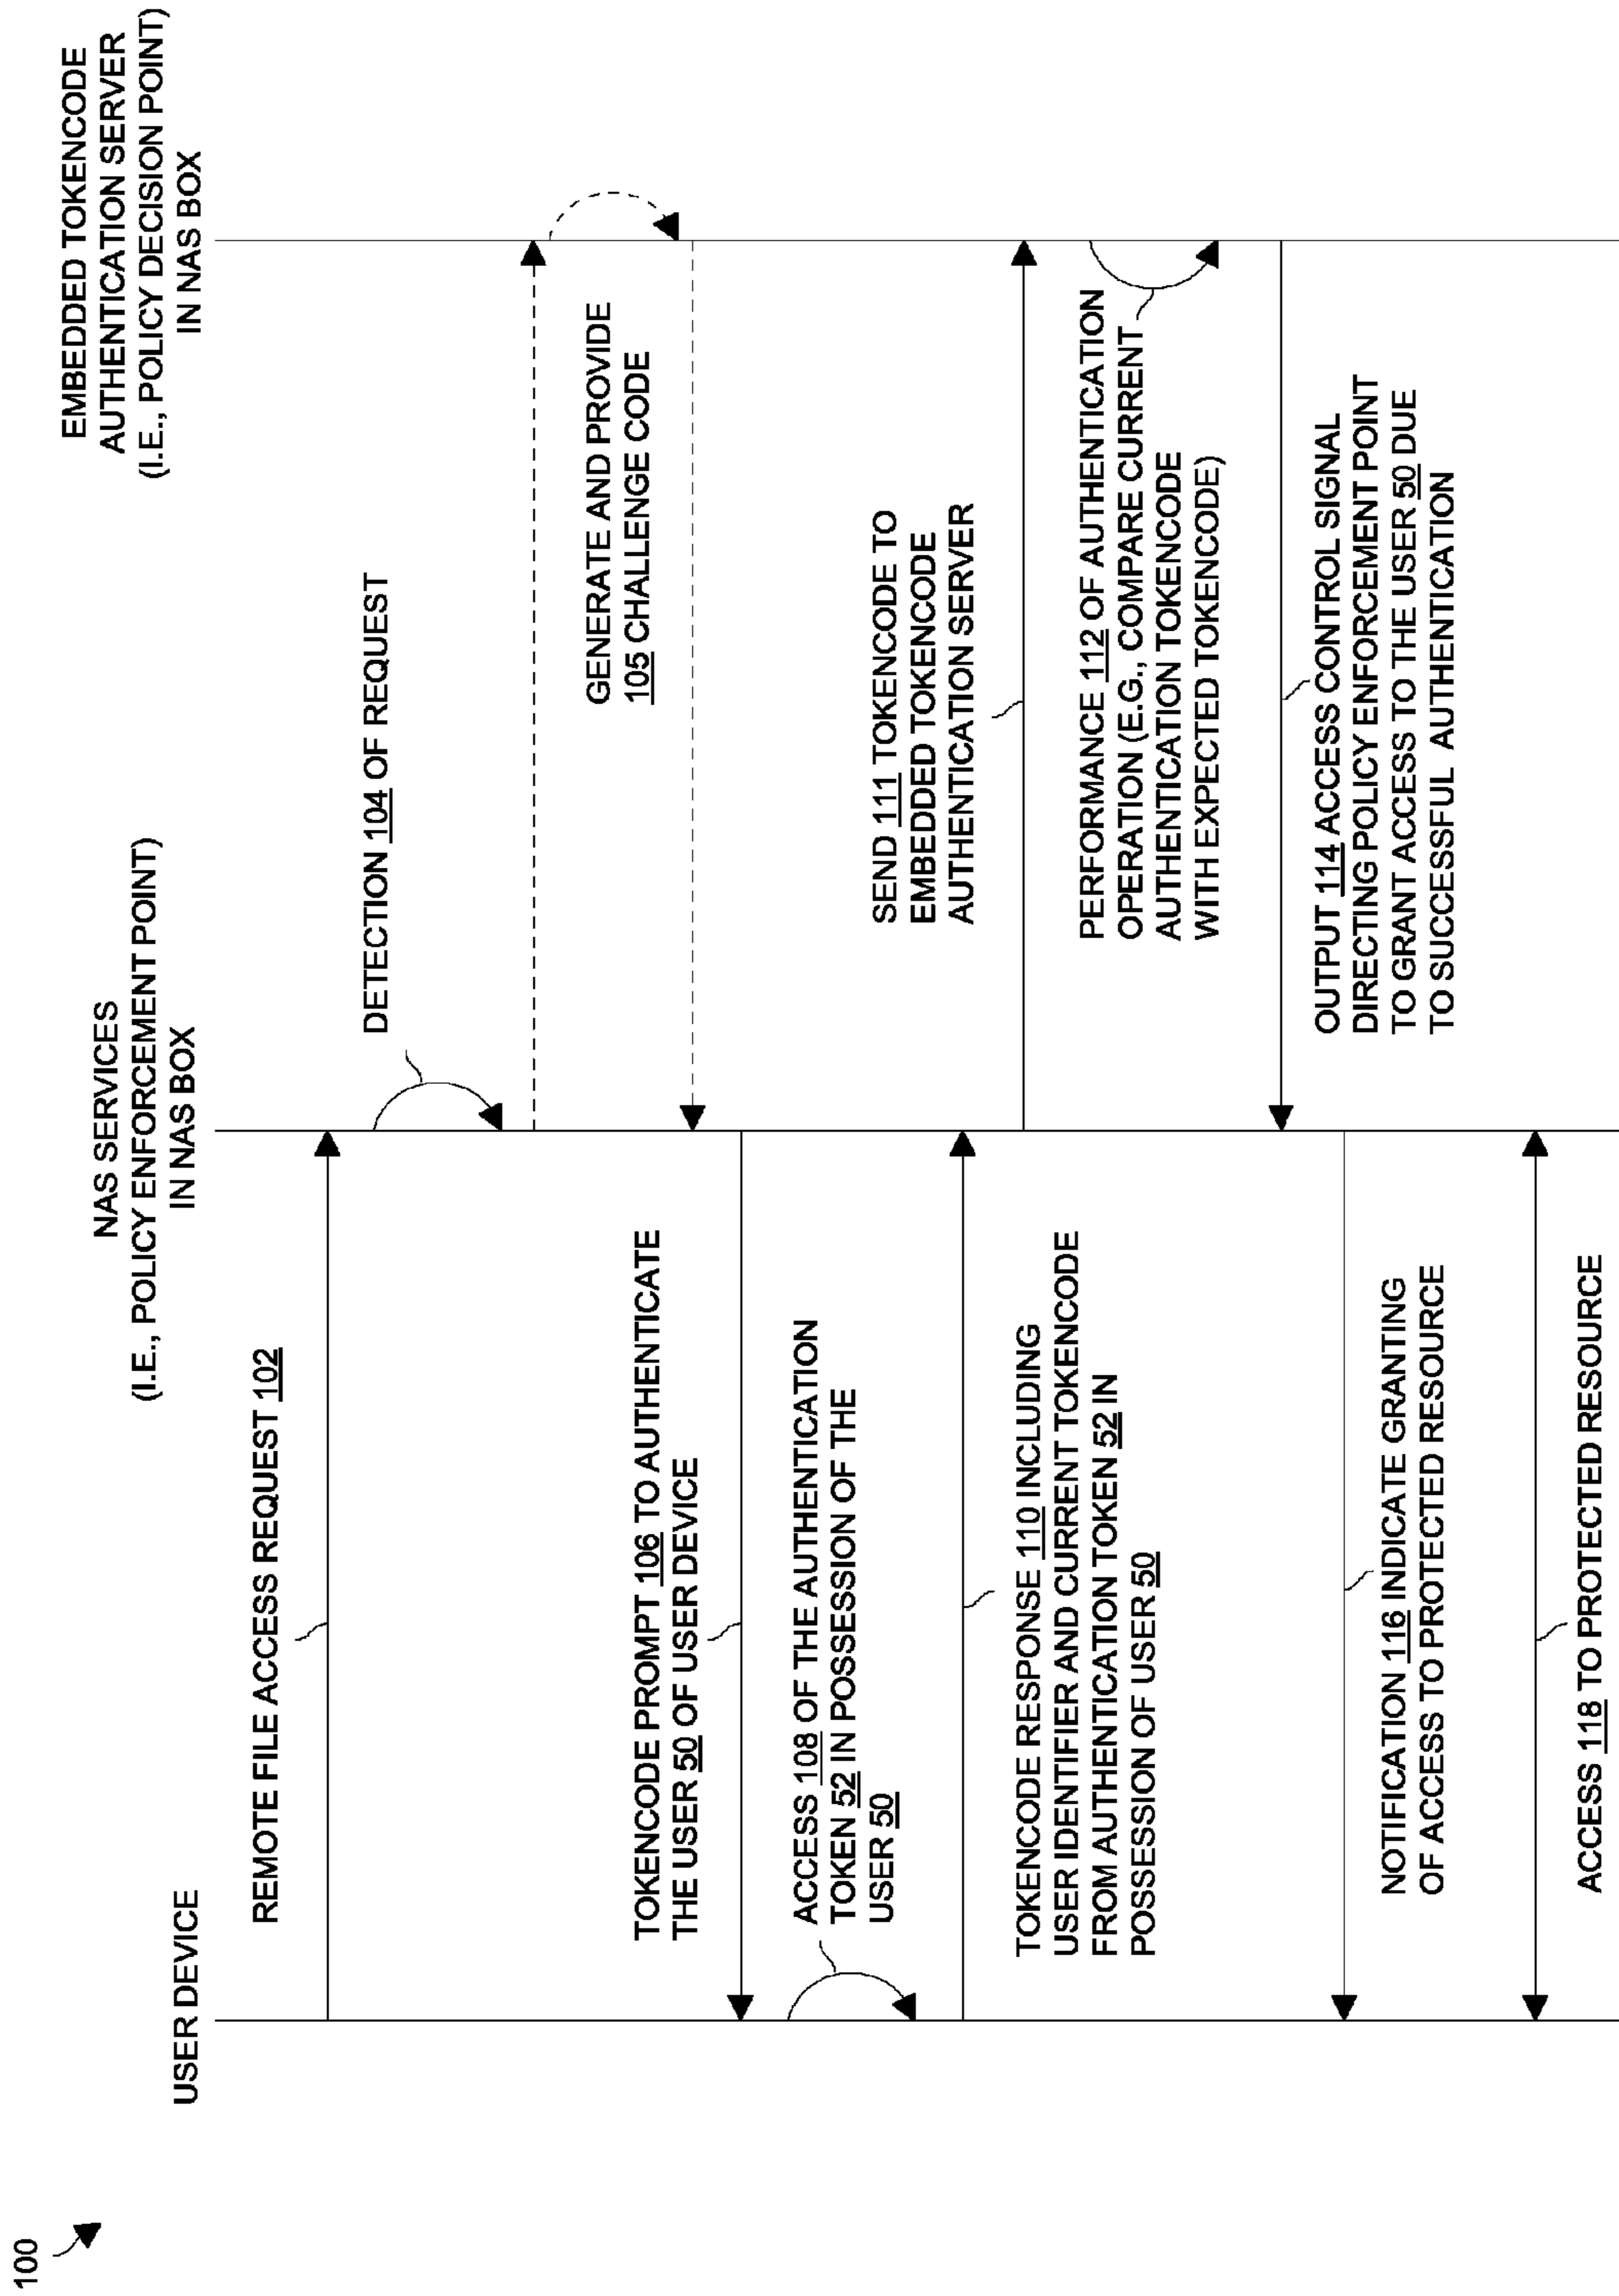 100
USER DEVICE
NAS SERVICES
(I.E., POLICY ENFORCEMENT POINT)
IN NAS BOX
EMBEDDED TOKENCODE
AUTHENTICATION SERVER
(I.E., POLICY DECISION POINT)
IN NAS BOX
REMOTE FILE ACCESS REQUEST 102
DETECTION 104 OF REQUEST
GENERATE AND PROVIDE
105 CHALLENGE CODE
TOKENCODE PROMPT 106 TO AUTHENTICATE
THE USER 50 OF USER DEVICE
ACCESS 108 OF THE AUTHENTICATION
TOKEN 52 IN POSSESSION OF THE
USER 50
SEND 111 TOKENCODE TO
EMBEDDED TOKENCODE
AUTHENTICATION SERVER
TOKENCODE RESPONSE 110 INCLUDING
USER IDENTIFIER AND CURRENT TOKENCODE
FROM AUTHENTICATION TOKEN 52 IN
POSSESSION OF USER 50
PERFORMANCE 112 OF AUTHENTICATION
OPERATION (E.G., COMPARE CURRENT
AUTHENTICATION TOKENCODE
WITH EXPECTED TOKENCODE)
OUTPUT 114 ACCESS CONTROL SIGNAL
DIRECTING POLICY ENFORCEMENT POINT
TO GRANT ACCESS TO THE USER 50 DUE
TO SUCCESSFUL AUTHENTICATION
NOTIFICATION 116 INDICATE GRANTING
OF ACCESS TO PROTECTED RESOURCE
ACCESS 118 TO PROTECTED RESOURCE